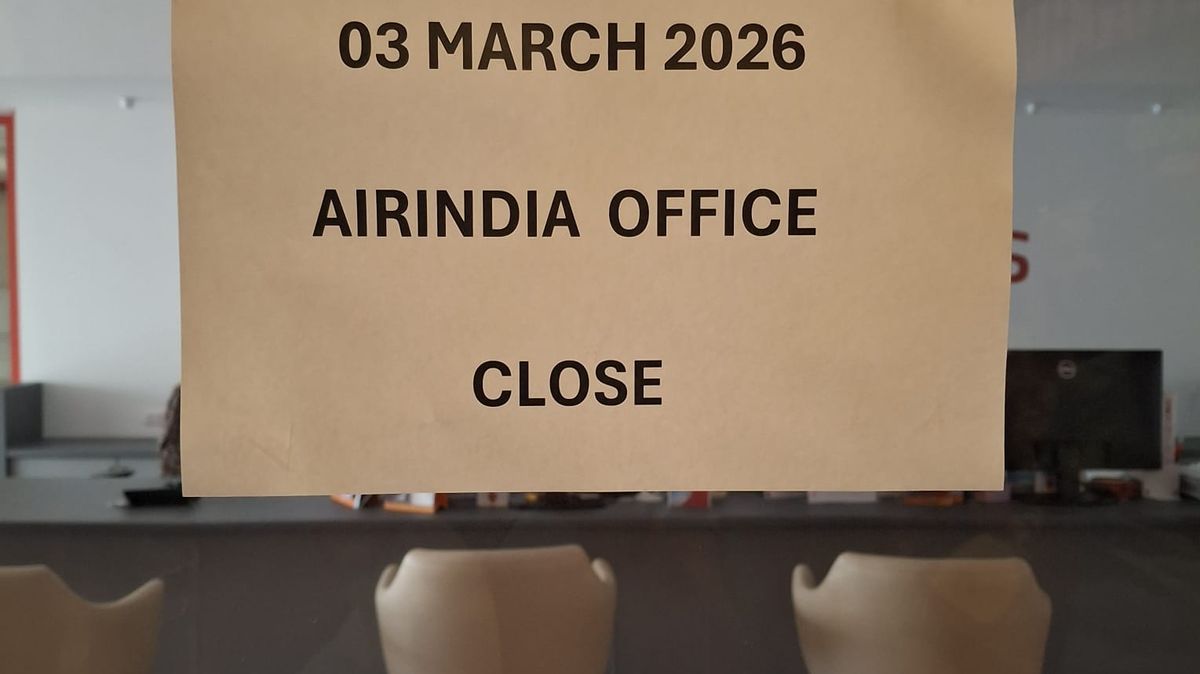 03 MARCH 2026
AIRINDIA OFFICE
CLOSE